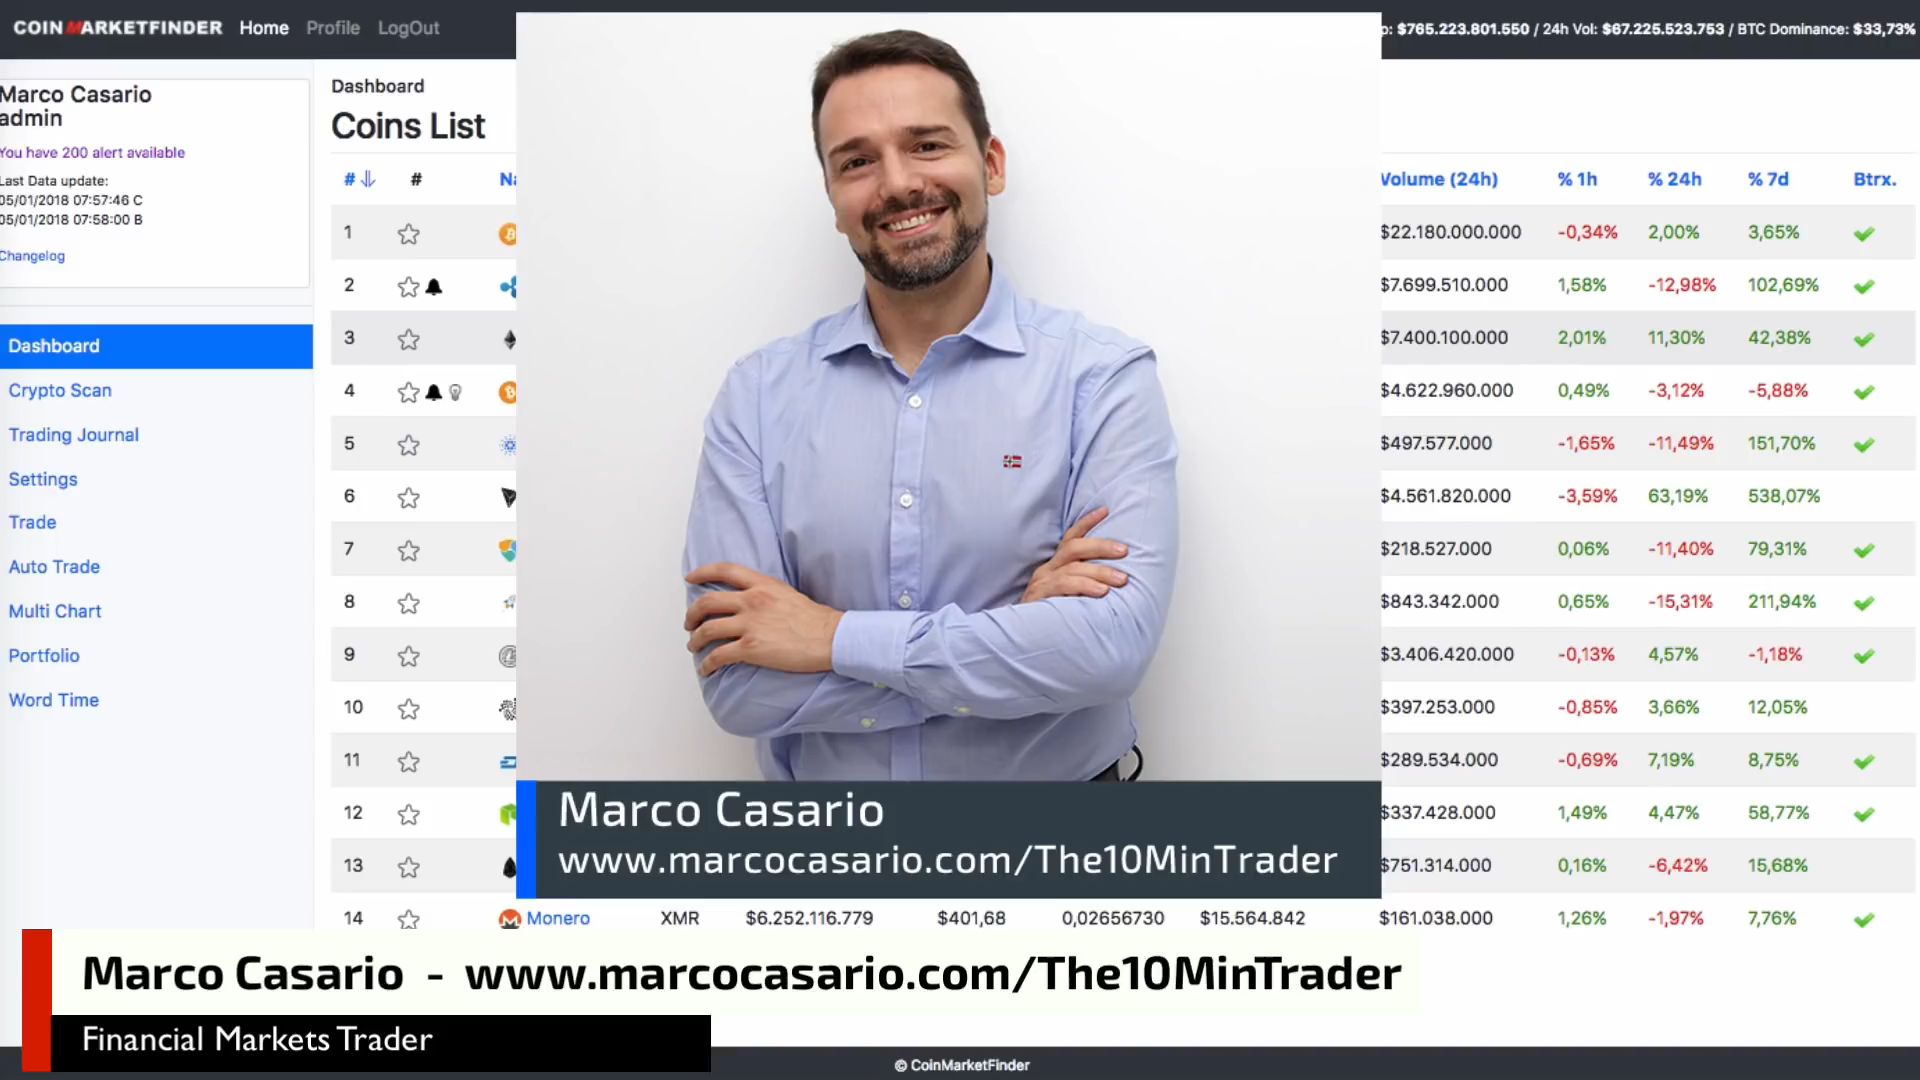 COINMARKETFINDER Home Profile LogOut
: $765.223.801.550 / 24h Vol: $67.225.523.753 / BTC Dominance: $33,73%
Marco Casario
admin
You have 200 alert available
Last Data update:
05/01/2018 07:57:46 C
05/01/2018 07:58:00 B
Changelog
Dashboard
Crypto Scan
Trading Journal
Settings
Trade
Auto Trade
Multi Chart
Portfolio
Word Time
Dashboard
Coins List
# # Volume (24h) % 1h % 24h % 7d Btrx.
1 $22.180.000.000 -0,34% 2,00% 3,65%
2 $7.699.510.000 1,58% -12,98% 102,69%
3 $7.400.100.000 2,01% 11,30% 42,38%
4 $4.622.960.000 0,49% -3,12% -5,88%
5 $497.577.000 -1,65% -11,49% 151,70%
6 $4.561.820.000 -3,59% 63,19% 538,07%
7 $218.527.000 0,06% -11,40% 79,31%
8 $843.342.000 0,65% -15,31% 211,94%
9 $3.406.420.000 -0,13% 4,57% -1,18%
10 $397.253.000 -0,85% 3,66% 12,05%
11 $289.534.000 -0,69% 7,19% 8,75%
12 $337.428.000 1,49% 4,47% 58,77%
13 $751.314.000 0,16% -6,42% 15,68%
14 Monero XMR $6.252.116.779 $401,68 0,02656730 $15.564.842 $161.038.000 1,26% -1,97% 7,76%
Marco Casario
www.marcocasario.com/The10MinTrader
Marco Casario - www.marcocasario.com/The10MinTrader
Financial Markets Trader
© CoinMarketFinder